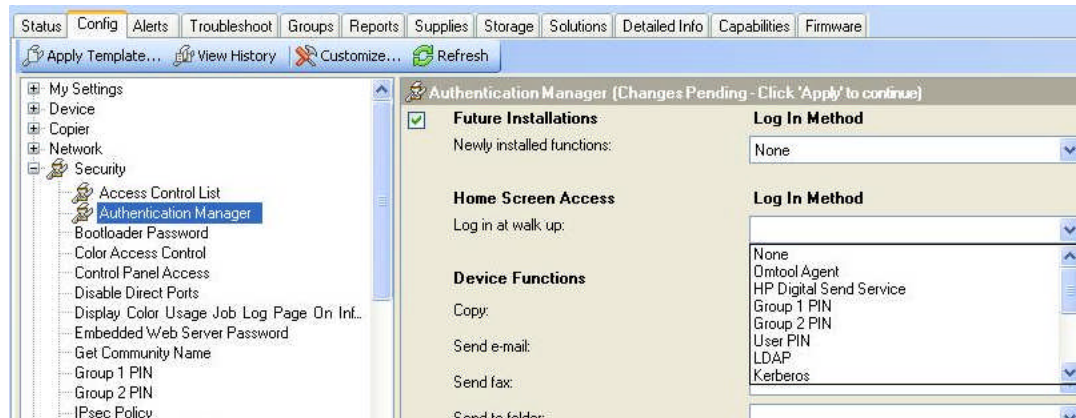 Status Config Alerts Troubleshoot Groups Reports Supplies Storage Solutions Detailed Info Capabilities Firmware
Apply Template... View History Customize... Refresh
My Settings
Device
Copier
Network
Security
Access Control List
Authentication Manager
Bootloader Password
Color Access Control
Control Panel Access
Disable Direct Ports
Display Color Usage Job Log Page On Inf...
Embedded Web Server Password
Get Community Name
Group 1 PIN
Group 2 PIN
IPsec Policy
Authentication Manager (Changes Pending - Click 'Apply' to continue)
Future Installations Log In Method
Newly installed functions: None
Home Screen Access Log In Method
Log in at walk up:
None
Omtool Agent
HP Digital Send Service
Group 1 PIN
Group 2 PIN
User PIN
LDAP
Kerberos
Device Functions
Copy:
Send e-mail:
Send fax:
Send to folder: